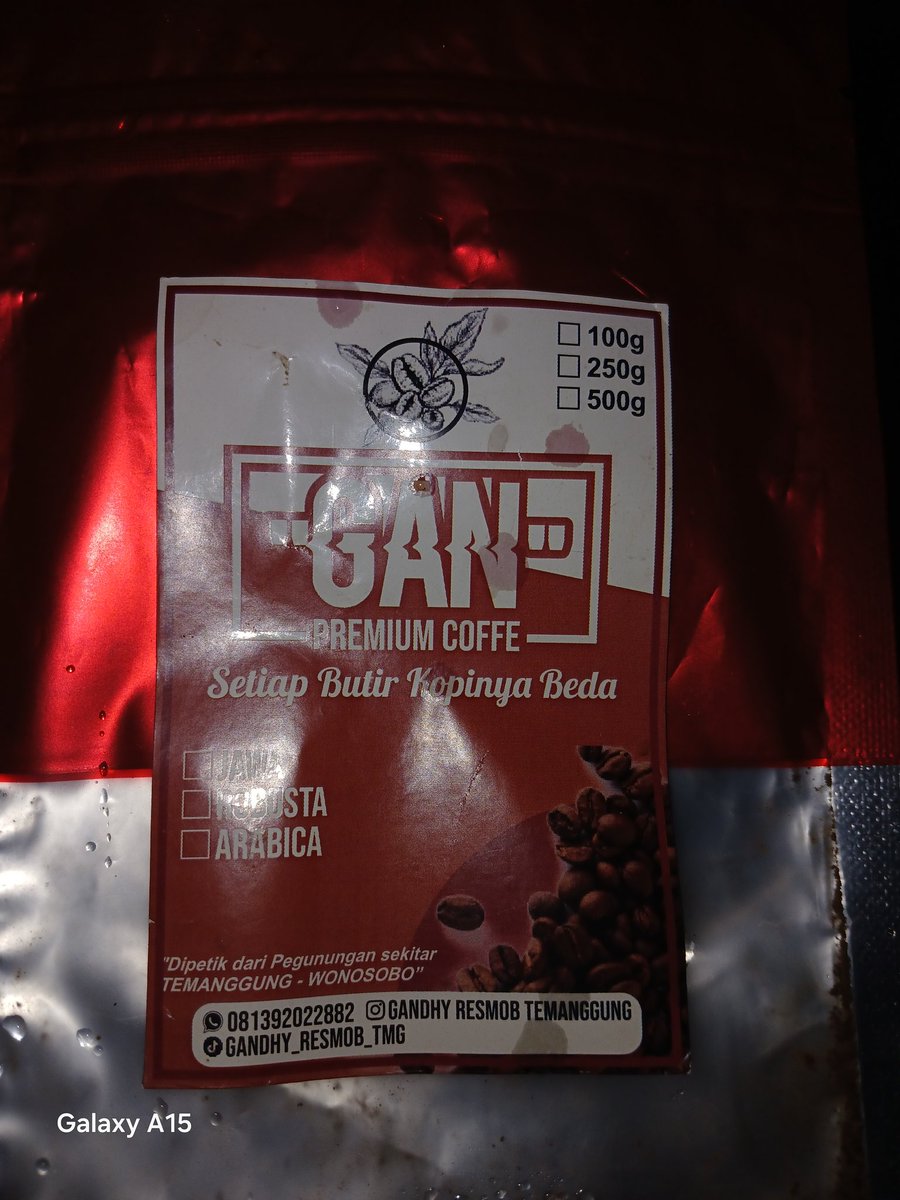 100g
250g
500g
GAN
PREMIUM COFFE
Setiap Butir Kopinya Beda
JAWA
ROBUSTA
ARABICA
"Dipetik dari Pegunungan sekitar
TEMANGGUNG - WONOSOBO"
081392022882 GANDHY RESMOB TEMANGGUNG
GANDHY_RESMOB_TMG
Galaxy A15